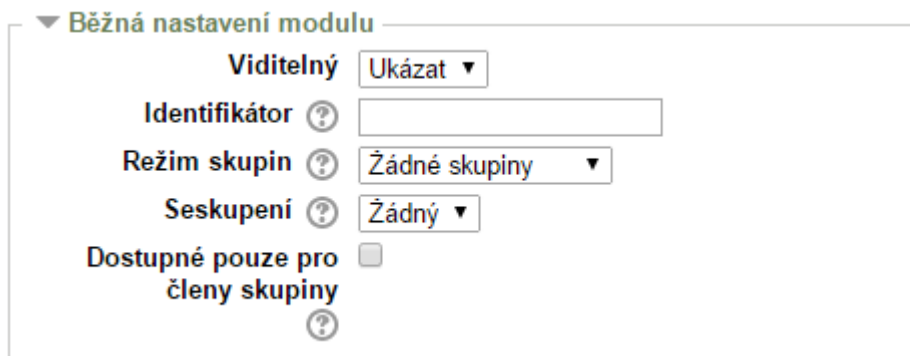 Běžná nastavení modulu
Viditelný Ukázat
Identifikátor
Režim skupin Žádné skupiny
Seskupení Žádný
Dostupné pouze pro
členy skupiny